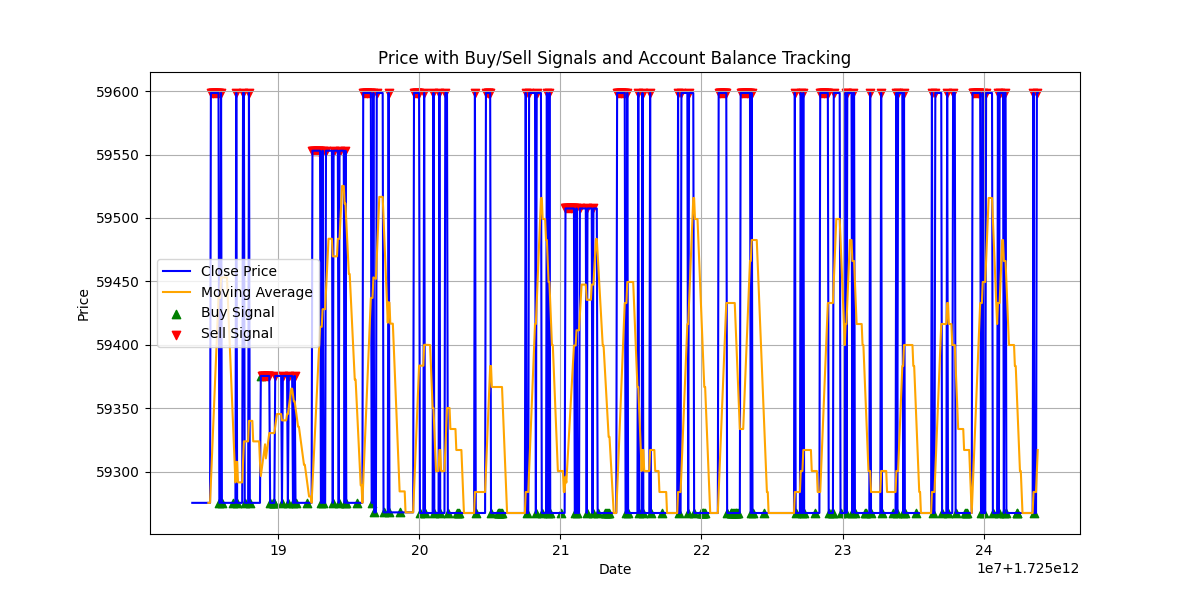 Price with Buy/Sell Signals and Account Balance Tracking
59600
59550
59500
59450
59400
59350
59300
Price
Close Price
Moving Average
Buy Signal
Sell Signal
19
20
21
22
23
24
Date
1e7+1.725e12